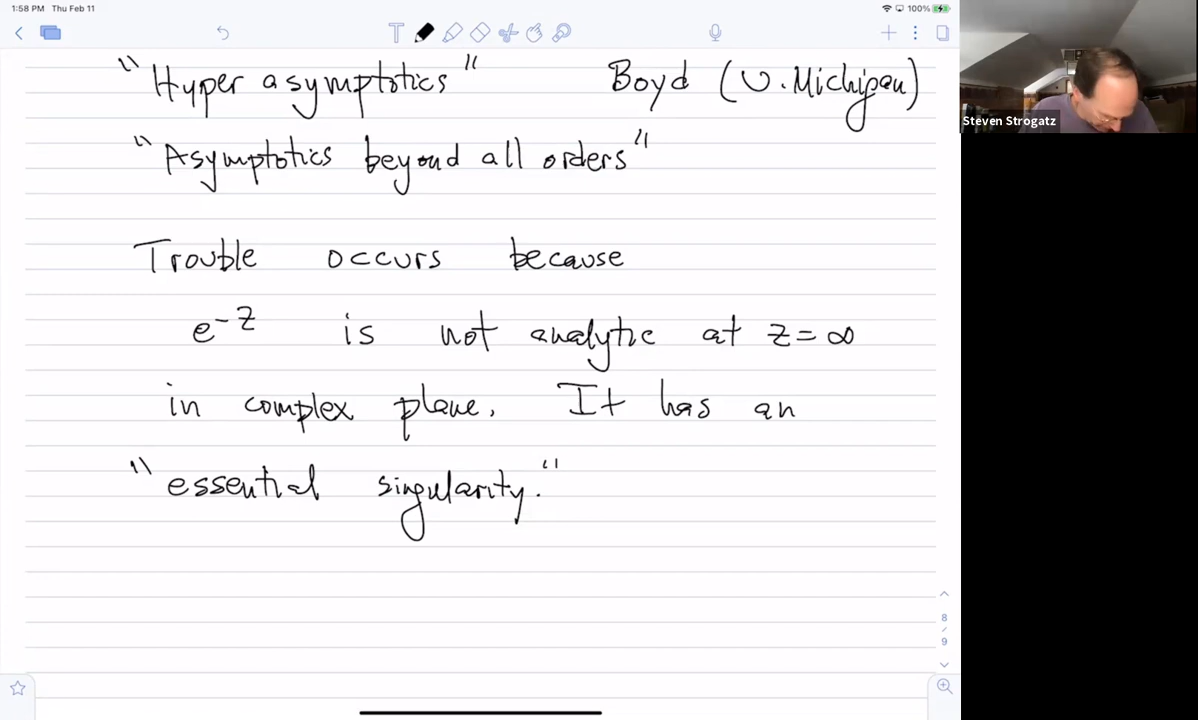 1:58 PM Thu Feb 11
100%
"Hyper asymptotics" Boyd (U. Michigan)
"Asymptotics beyond all orders"
Trouble occurs because
e^{-z} is not analytic at z = ∞
in complex plane. It has an
"essential singularity."
Steven Strogatz
8
/
9